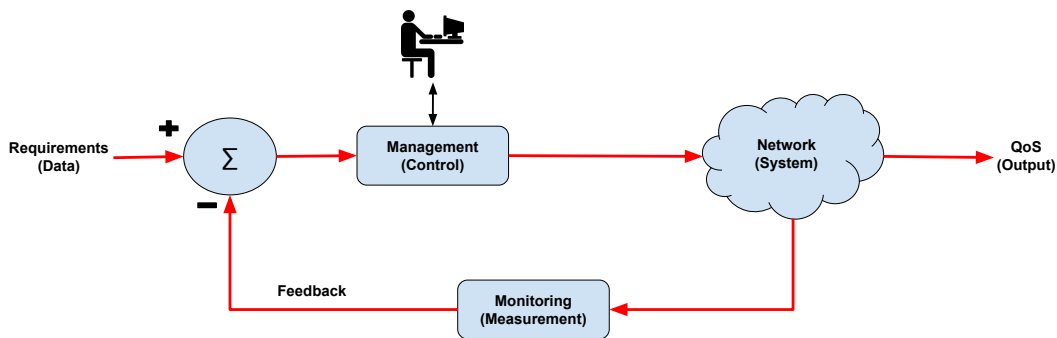 Requirements
(Data)
+
Σ
−
Management
(Control)
Network
(System)
QoS
(Output)
Feedback
Monitoring
(Measurement)